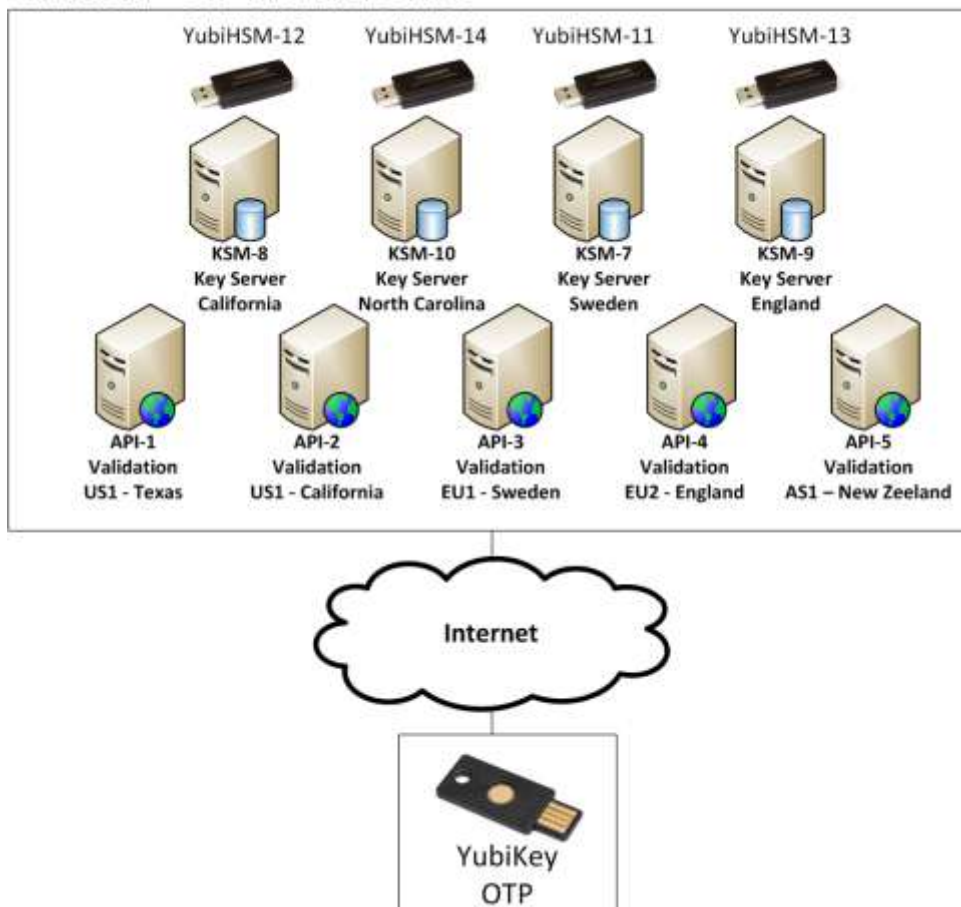 YubiHSM-12 YubiHSM-14 YubiHSM-11 YubiHSM-13
KSM-8 KSM-10 KSM-7 KSM-9
Key Server Key Server Key Server Key Server
California North Carolina Sweden England
API-1 API-2 API-3 API-4 API-5
Validation Validation Validation Validation Validation
US1 - Texas US1 - California EU1 - Sweden EU2 - England AS1 – New Zeeland
Internet
YubiKey
OTP